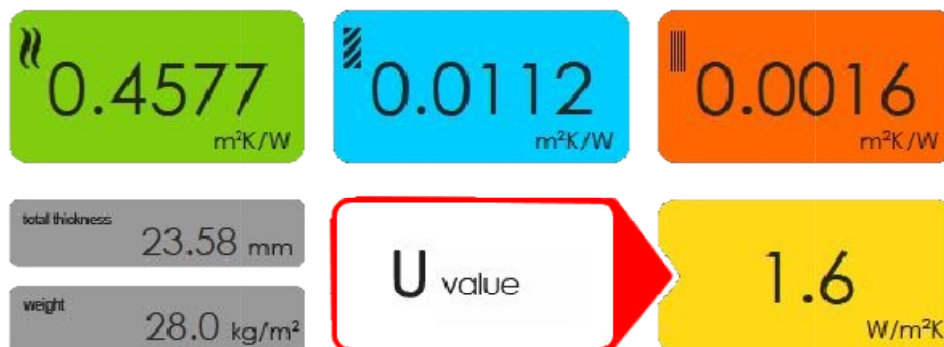 0.4577
m²K/W
0.0112
m²K/W
0.0016
m²K/W
total thickness
23.58 mm
weight
28.0 kg/m²
U value
1.6
W/m²K